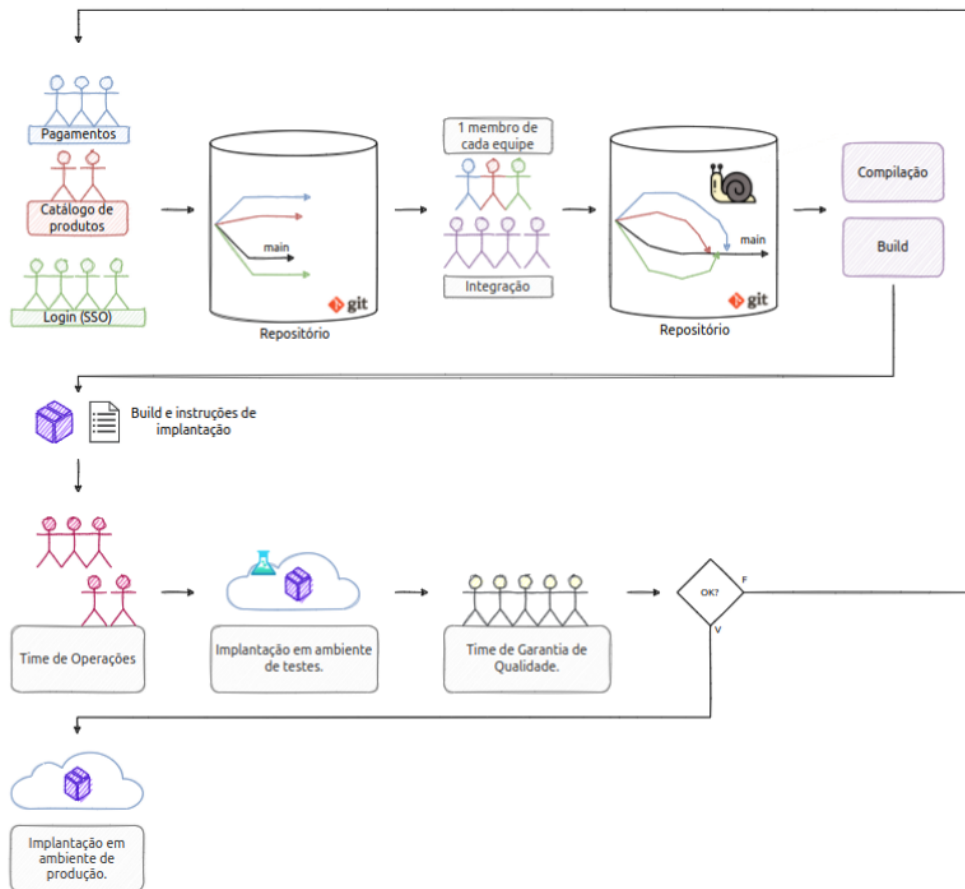 Pagamentos
Catálogo de
produtos
Login (SSO)
main
git
Repositório
1 membro de
cada equipe
Integração
main
git
Repositório
Compilação
Build
Build e instruções de
implantação
Time de Operações
Implantação em ambiente
de testes.
Time de Garantia de
Qualidade.
OK?
F
V
Implantação em
ambiente de
produção.